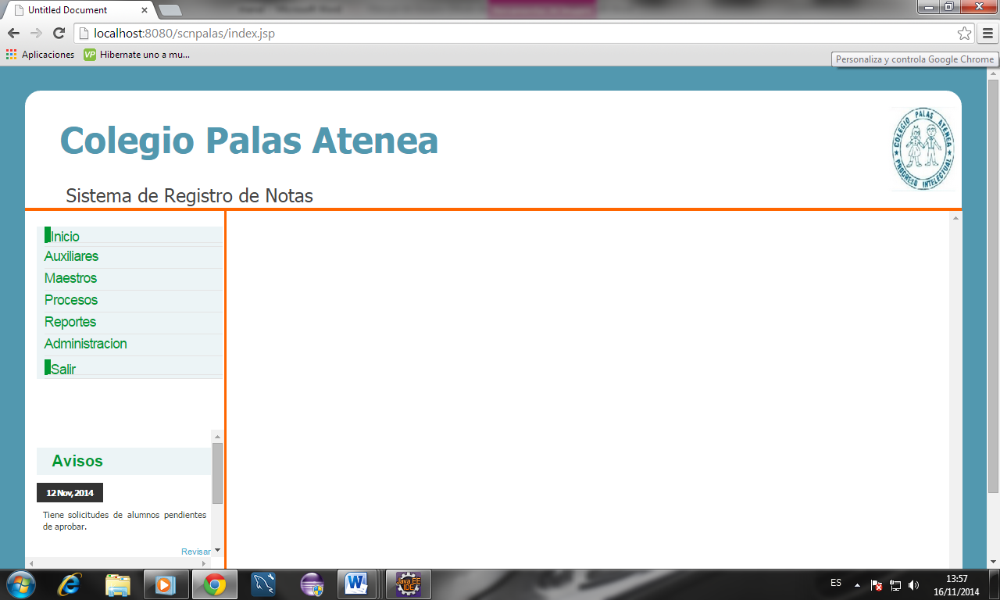 Untitled Document
localhost:8080/scnpalas/index.jsp
Aplicaciones
VP Hibernate uno a mu...
Personaliza y controla Google Chrome
Colegio Palas Atenea
COLEGIO PALAS ATENEA
PROGRESO INTELECTUAL
Sistema de Registro de Notas
Inicio
Auxiliares
Maestros
Procesos
Reportes
Administracion
Salir
Avisos
12 Nov, 2014
Tiene solicitudes de alumnos pendientes
de aprobar.
Revisar
Java EE
IDE
ES
13:57
16/11/2014